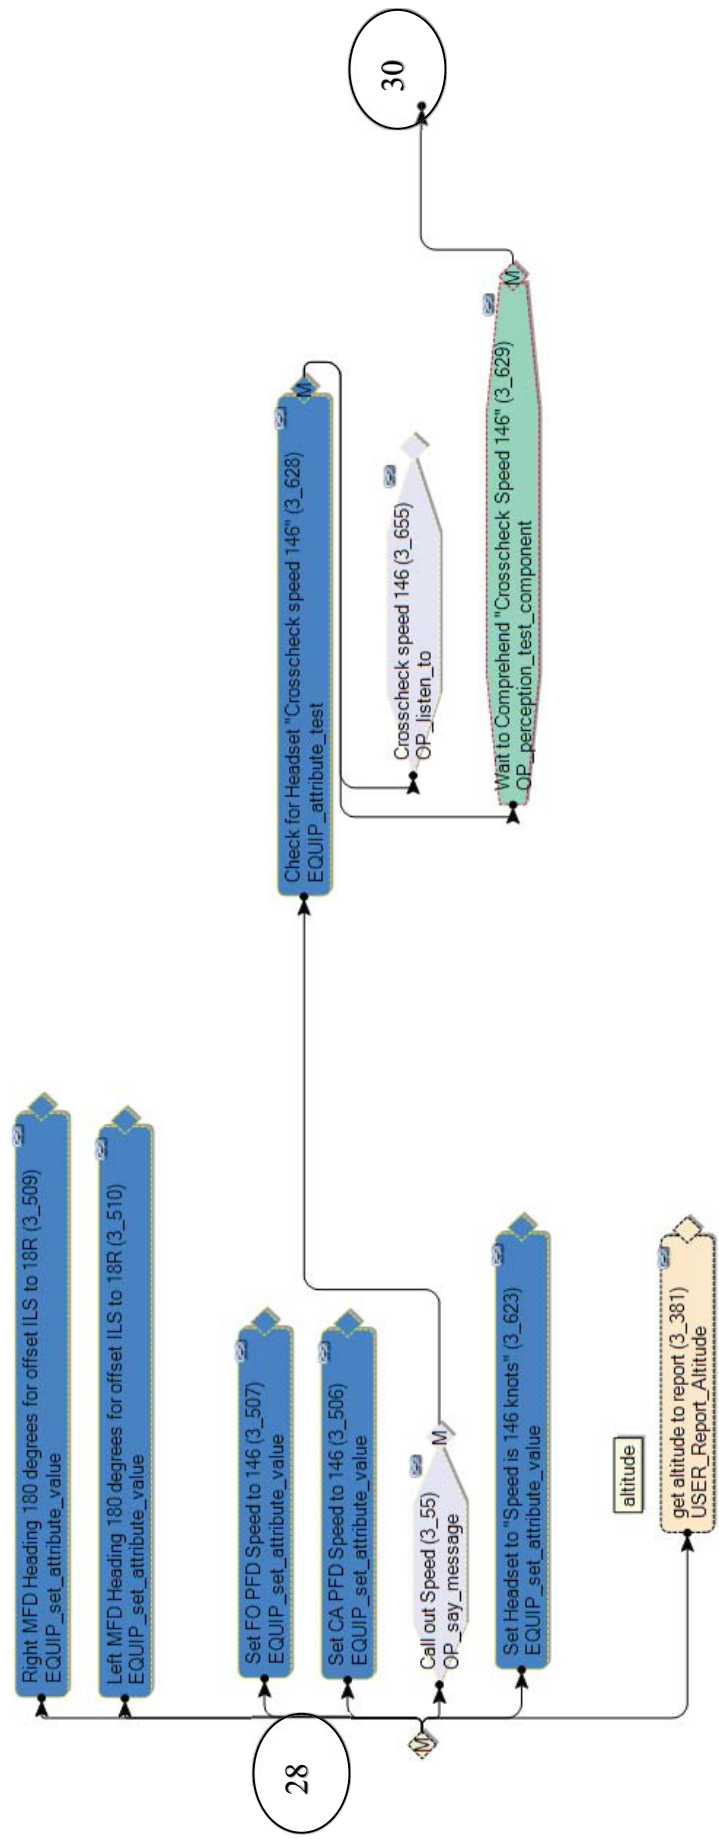 28
M
Right MFD Heading 180 degrees for offset ILS to 18R (3_509)
EQUIP_set_attribute_value
Left MFD Heading 180 degrees for offset ILS to 18R (3_510)
EQUIP_set_attribute_value
Set FO PFD Speed to 146 (3_507)
EQUIP_set_attribute_value
Set CA PFD Speed to 146 (3_506)
EQUIP_set_attribute_value
Call out Speed (3_55)
OP_say_message
M
Set Headset to "Speed is 146 knots" (3_623)
EQUIP_set_attribute_value
altitude
get altitude to report (3_381)
USER_Report_Altitude
Check for Headset "Crosscheck speed 146" (3_628)
EQUIP_attribute_test
M
Crosscheck speed 146 (3_655)
OP_listen_to
Wait to Comprehend "Crosscheck Speed 146" (3_629)
OP_perception_test_component
M
30